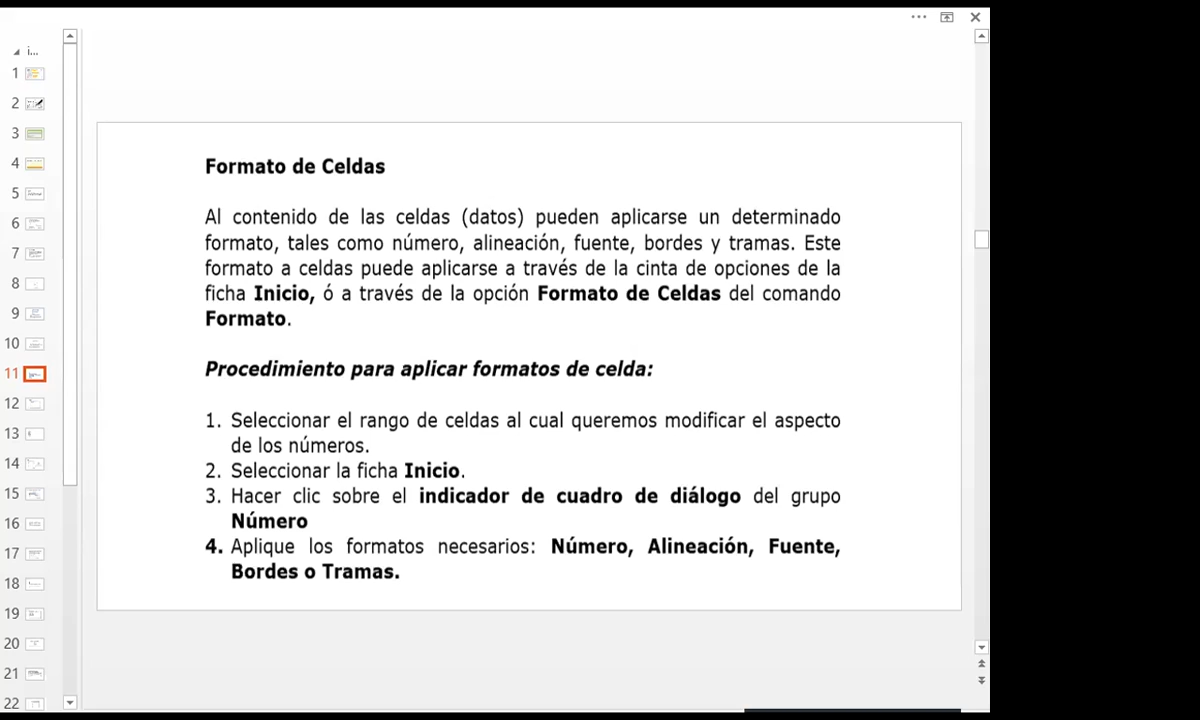 i...
1
2
3
4
5
6
7
8
9
10
11
12
13
14
15
16
17
18
19
20
21
22
Formato de Celdas
Al contenido de las celdas (datos) pueden aplicarse un determinado
formato, tales como número, alineación, fuente, bordes y tramas. Este
formato a celdas puede aplicarse a través de la cinta de opciones de la
ficha Inicio, ó a través de la opción Formato de Celdas del comando
Formato.
Procedimiento para aplicar formatos de celda:
1. Seleccionar el rango de celdas al cual queremos modificar el aspecto
de los números.
2. Seleccionar la ficha Inicio.
3. Hacer clic sobre el indicador de cuadro de diálogo del grupo
Número
4. Aplique los formatos necesarios: Número, Alineación, Fuente,
Bordes o Tramas.